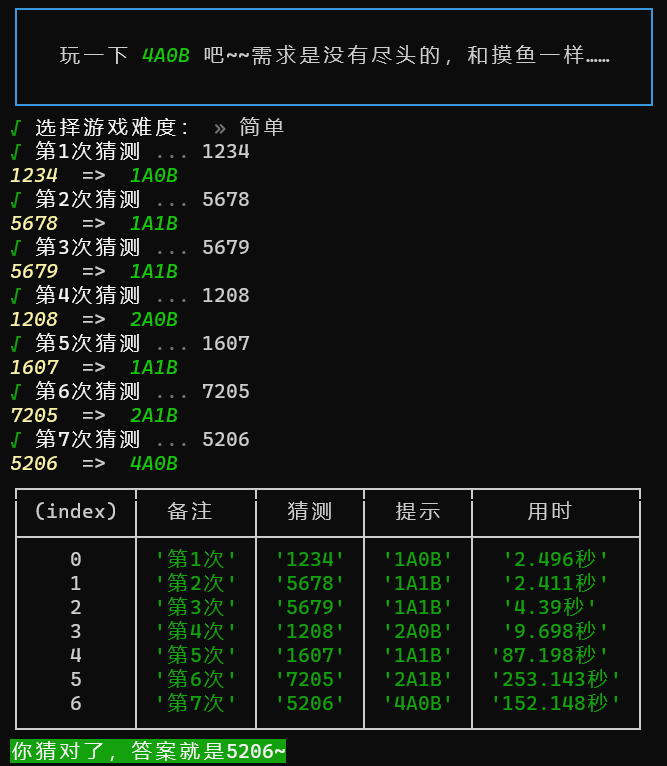 玩一下 4A0B 吧~~需求是没有尽头的, 和摸鱼一样……
√ 选择游戏难度: » 简单
√ 第1次猜测 ... 1234
1234 => 1A0B
√ 第2次猜测 ... 5678
5678 => 1A1B
√ 第3次猜测 ... 5679
5679 => 1A1B
√ 第4次猜测 ... 1208
1208 => 2A0B
√ 第5次猜测 ... 1607
1607 => 1A1B
√ 第6次猜测 ... 7205
7205 => 2A1B
√ 第7次猜测 ... 5206
5206 => 4A0B
(index) 备注 猜测 提示 用时
0 '第1次' '1234' '1A0B' '2.496秒'
1 '第2次' '5678' '1A1B' '2.411秒'
2 '第3次' '5679' '1A1B' '4.39秒'
3 '第4次' '1208' '2A0B' '9.698秒'
4 '第5次' '1607' '1A1B' '87.198秒'
5 '第6次' '7205' '2A1B' '253.143秒'
6 '第7次' '5206' '4A0B' '152.148秒'
你猜对了, 答案就是5206~